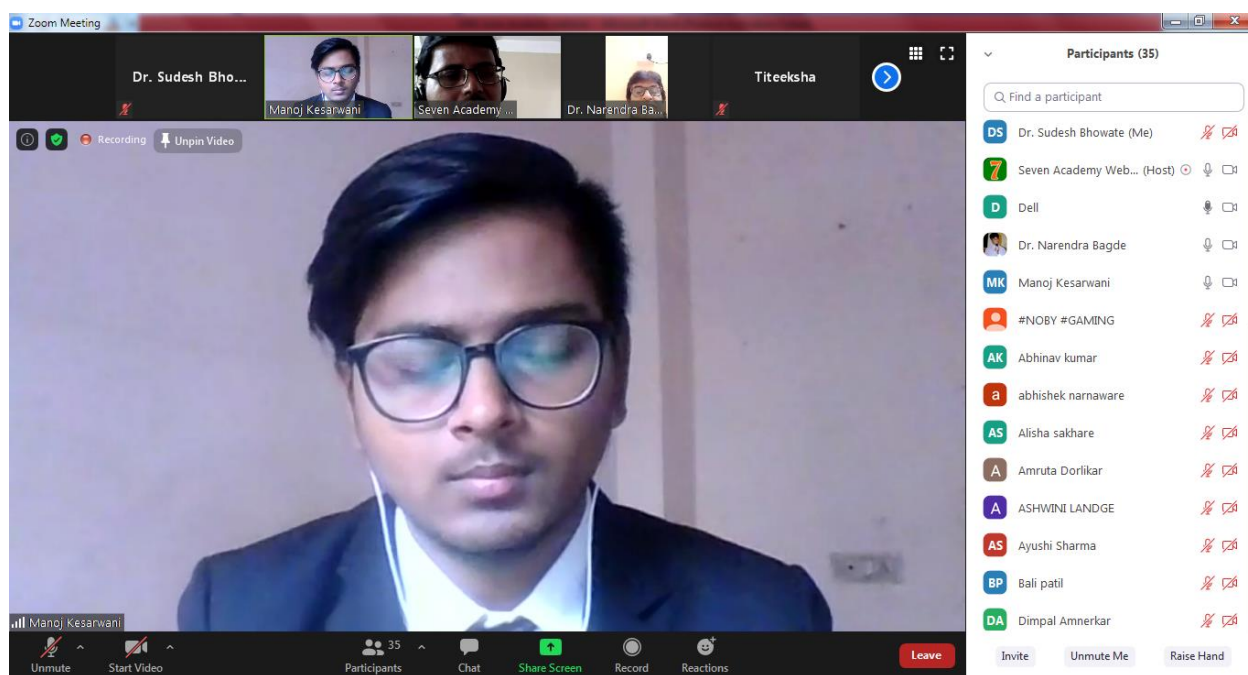 Zoom Meeting
Dr. Sudesh Bho...
Manoj Kesarwani
Seven Academy ...
Dr. Narendra Ba...
Titeeksha
Recording
Unpin Video
Manoj Kesarwani
Unmute
Start Video
35
Participants
Chat
Share Screen
Record
Reactions
Leave
Participants (35)
Find a participant
DS Dr. Sudesh Bhowate (Me)
7 Seven Academy Web... (Host)
D Dell
Dr. Narendra Bagde
MK Manoj Kesarwani
#NOBY #GAMING
AK Abhinav kumar
a abhishek narnaware
AS Alisha sakhare
A Amruta Dorlikar
A ASHWINI LANDGE
AS Ayushi Sharma
BP Bali patil
DA Dimpal Amnerkar
Invite Unmute Me Raise Hand